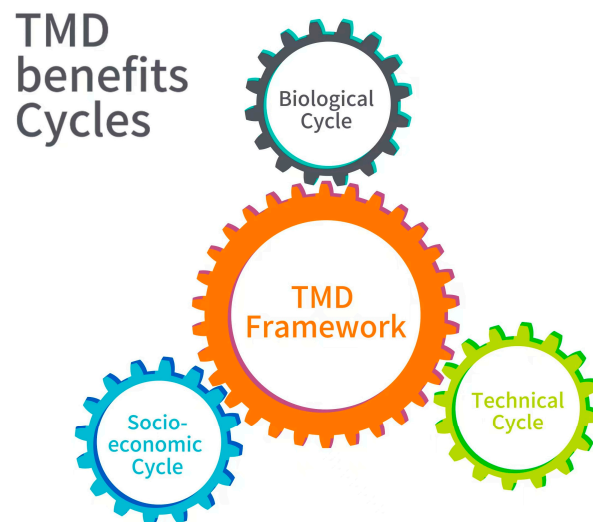 TMD
benefits
Cycles
Biological
Cycle
TMD
Framework
Technical
Cycle
Socio-
economic
Cycle